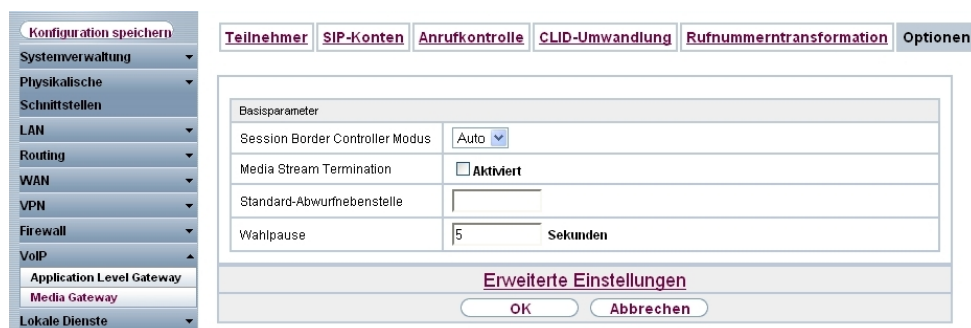 Konfiguration speichern
Systemverwaltung
Physikalische
Schnittstellen
LAN
Routing
WAN
VPN
Firewall
VoIP
Application Level Gateway
Media Gateway
Lokale Dienste
Teilnehmer SIP-Konten Anrufkontrolle CLID-Umwandlung Rufnummerntransformation Optionen
Basisparameter
Session Border Controller Modus Auto
Media Stream Termination Aktiviert
Standard-Abwurfnebenstelle
Wahlpause 5 Sekunden
Erweiterte Einstellungen
OK Abbrechen